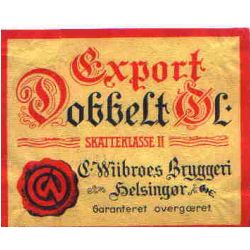 Export
Dobbelt Øl.
SKATTEKLASSE II
C. Wiibroes Bryggeri
Helsingør
Garanteret overgæret